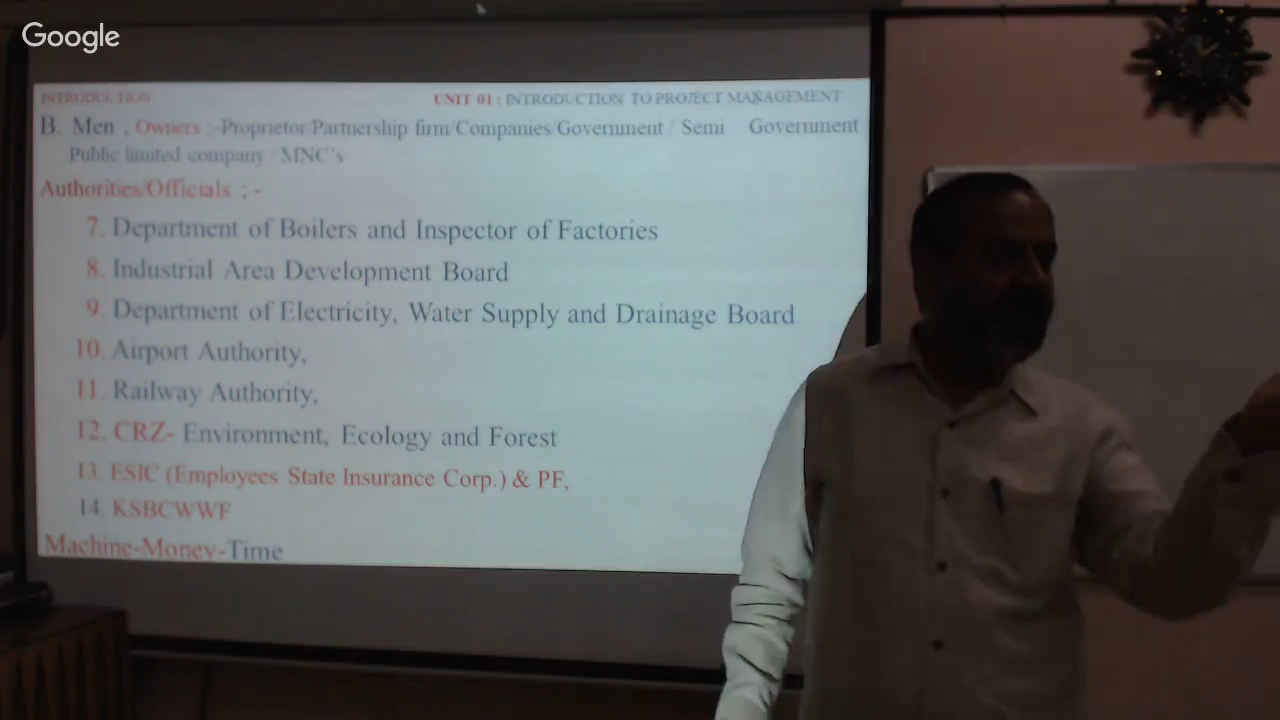 Google
INTRODUCTION
UNIT 01 : INTRODUCTION TO PROJECT MANAGEMENT
B. Men ; Owners :-Proprietor/Partnership firm/Companies/Government / Semi Government
Public limited company / MNC's
Authorities/Officials ; -
7. Department of Boilers and Inspector of Factories
8. Industrial Area Development Board
9. Department of Electricity, Water Supply and Drainage Board
10. Airport Authority,
11. Railway Authority,
12. CRZ- Environment, Ecology and Forest
13. ESIC (Employees State Insurance Corp.) & PF,
14. KSBCWWF
Machine-Money-Time